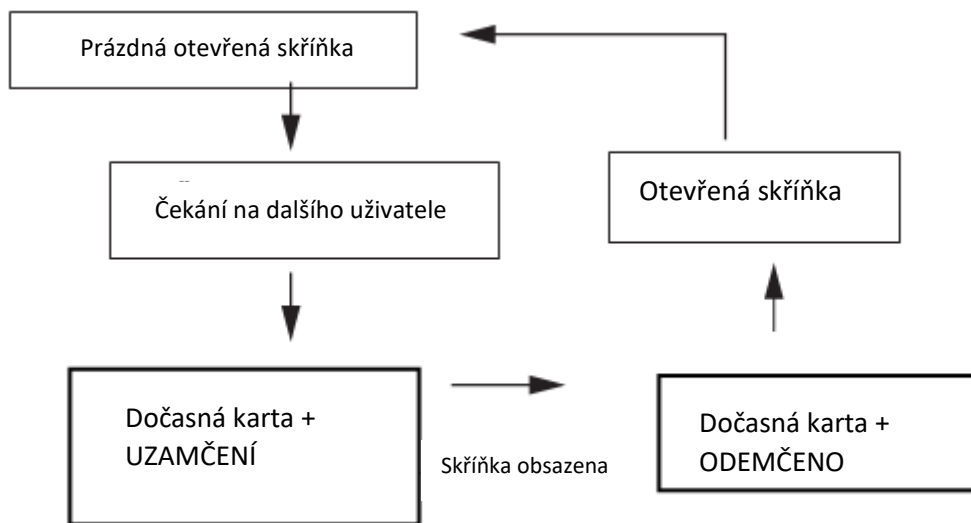 Prázdná otevřená skříňka
Čekání na dalšího uživatele
Otevřená skříňka
Dočasná karta +
UZAMČENÍ
Skříňka obsazena
Dočasná karta +
ODEMČENO